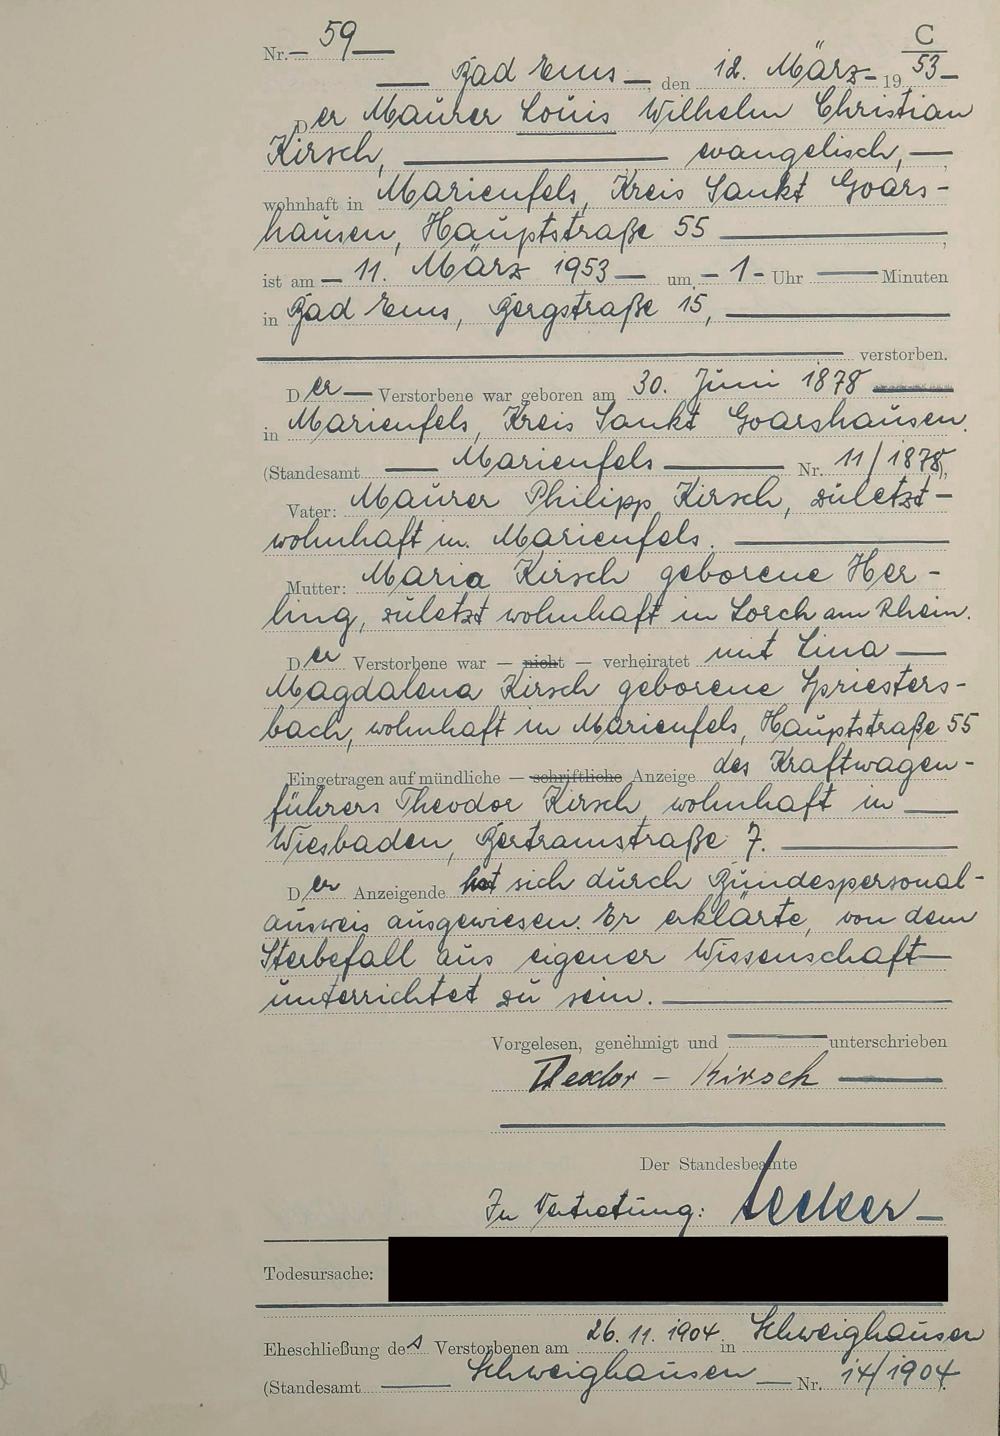 Nr. 59
C
Bad Ems, den 12. März 1953
Der Maurer Louis Wilhelm Christian
Kirsch, evangelisch,
wohnhaft in Marienfels, Kreis Sankt Goars-
hausen, Hauptstraße 55,
ist am 11. März 1953 um 1 Uhr Minuten
in Bad Ems, Bergstraße 15,
verstorben.
Der Verstorbene war geboren am 30. Juni 1878
in Marienfels, Kreis Sankt Goarshausen.
(Standesamt Marienfels Nr. 11/1878),
Vater: Maurer Philipp Kirsch, zuletzt
wohnhaft in Marienfels.
Mutter: Maria Kirsch geborene Her-
ling, zuletzt wohnhaft in Lorch am Rhein.
Der Verstorbene war — nicht — verheiratet mit Lina
Magdalena Kirsch geborene Spriesters-
bach, wohnhaft in Marienfels, Hauptstraße 55
Eingetragen auf mündliche — schriftliche Anzeige des Kraftwagen-
führers Theodor Kirsch wohnhaft in
Wiesbaden, Bertramstraße 7.
Der Anzeigende hat sich durch Bundespersonal-
ausweis ausgewiesen. Er erklärte, von dem
Sterbefall aus eigener Wissenschaft
unterrichtet zu sein.
Vorgelesen, genehmigt und unterschrieben
Theodor - Kirsch
Der Standesbeamte
In Vertretung:
Todesursache:
Eheschließung des Verstorbenen am 26.11.1904 in Schweighausen
(Standesamt Schweighausen Nr. 14/1904